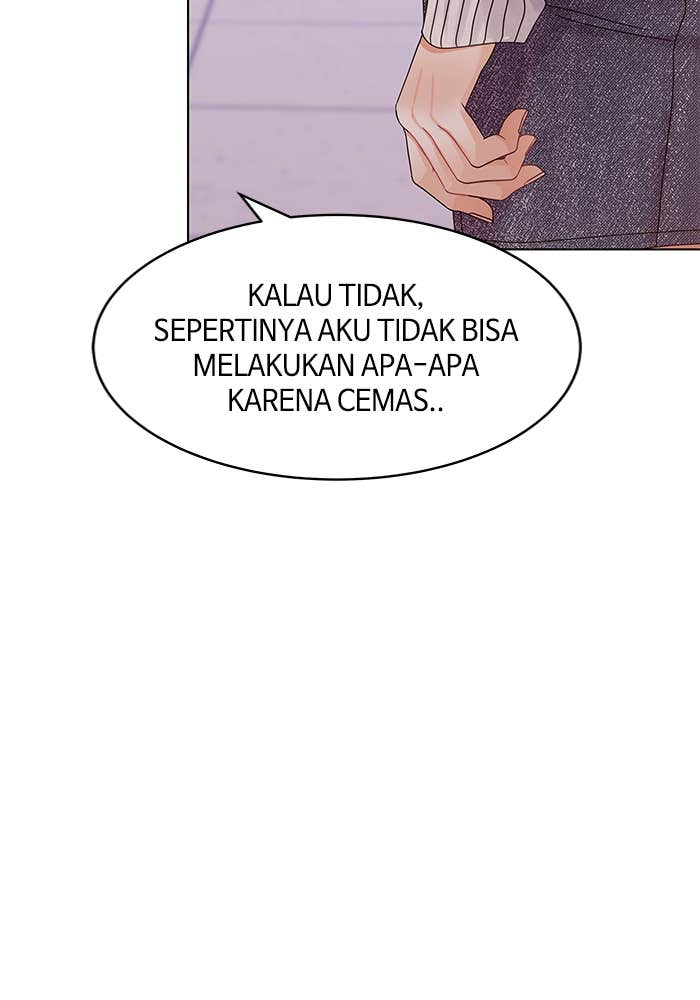 KALAU TIDAK,
SEPERTINYA AKU TIDAK BISA
MELAKUKAN APA-APA
KARENA CEMAS..